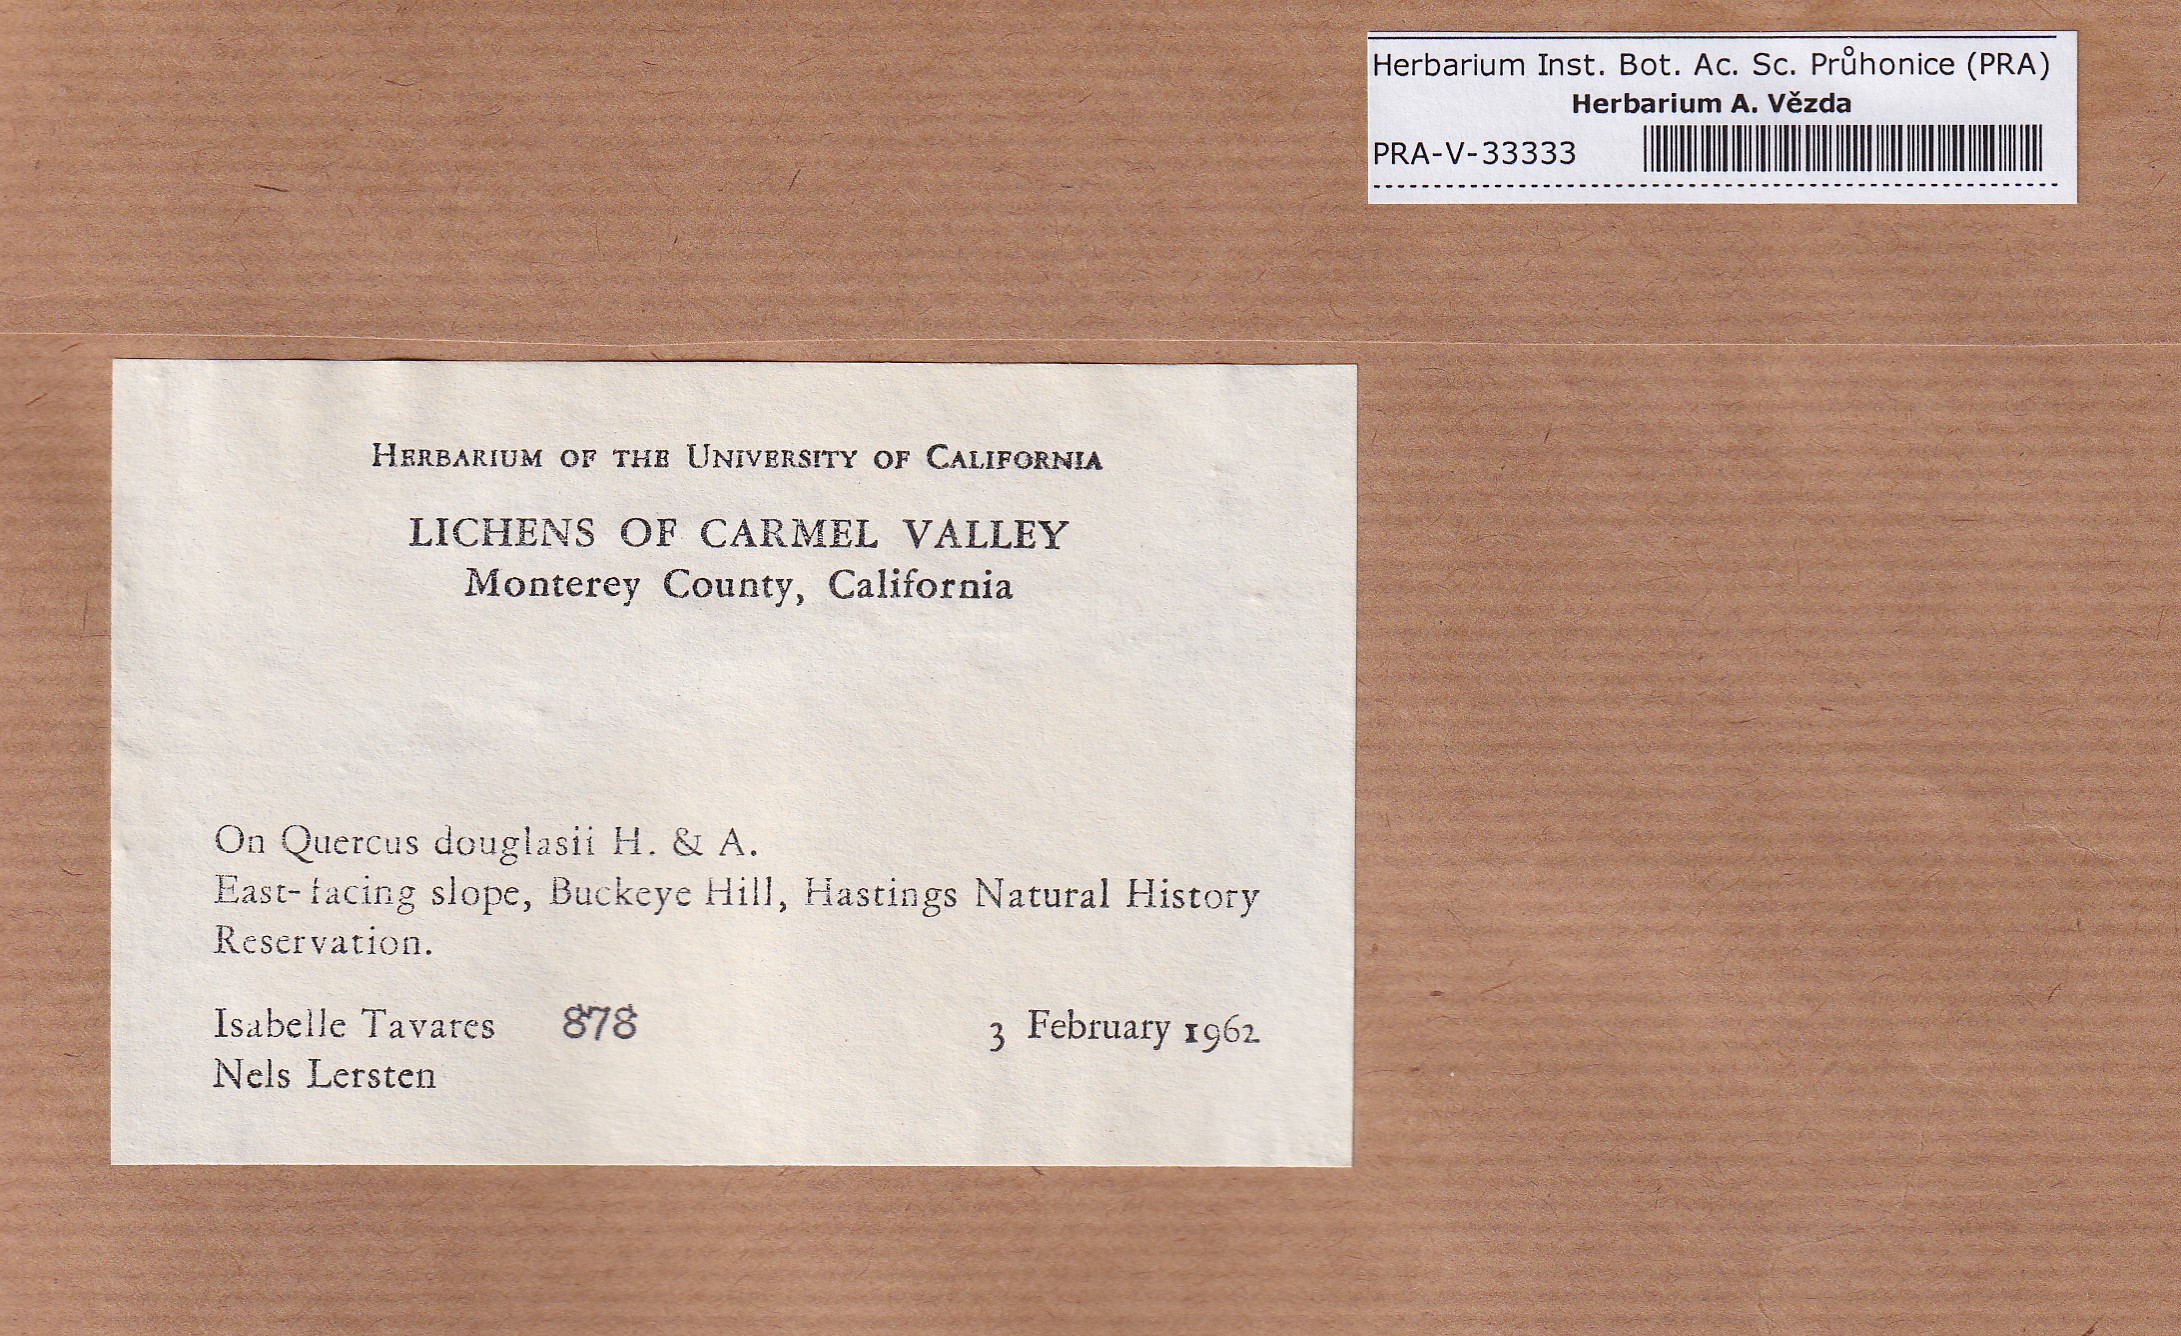 Herbarium Inst. Bot. Ac. Sc. Průhonice (PRA)
Herbarium A. Vězda
PRA-V-33333
HERBARIUM OF THE UNIVERSITY OF CALIFORNIA
LICHENS OF CARMEL VALLEY
Monterey County, California
On Quercus douglasii H. & A.
East-facing slope, Buckeye Hill, Hastings Natural History
Reservation.
Isabelle Tavares 878 3 February 1962
Nels Lersten